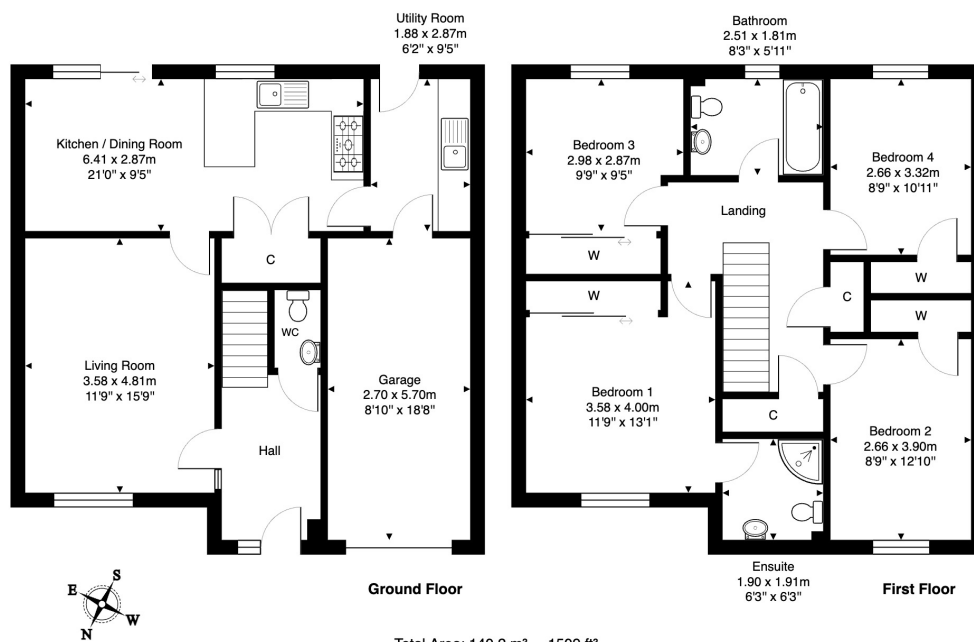 Utility Room
1.88 x 2.87m
6'2" x 9'5"
Bathroom
2.51 x 1.81m
8'3" x 5'11"
Kitchen / Dining Room
6.41 x 2.87m
21'0" x 9'5"
Bedroom 3
2.98 x 2.87m
9'9" x 9'5"
Bedroom 4
2.66 x 3.32m
8'9" x 10'11"
Landing
C
W
W
C
W
W
WC
Living Room
3.58 x 4.81m
11'9" x 15'9"
Garage
2.70 x 5.70m
8'10" x 18'8"
Bedroom 1
3.58 x 4.00m
11'9" x 13'1"
C
Bedroom 2
2.66 x 3.90m
8'9" x 12'10"
Hall
Ensuite
1.90 x 1.91m
6'3" x 6'3"
E
S
N
W
Ground Floor
First Floor
Total Area: